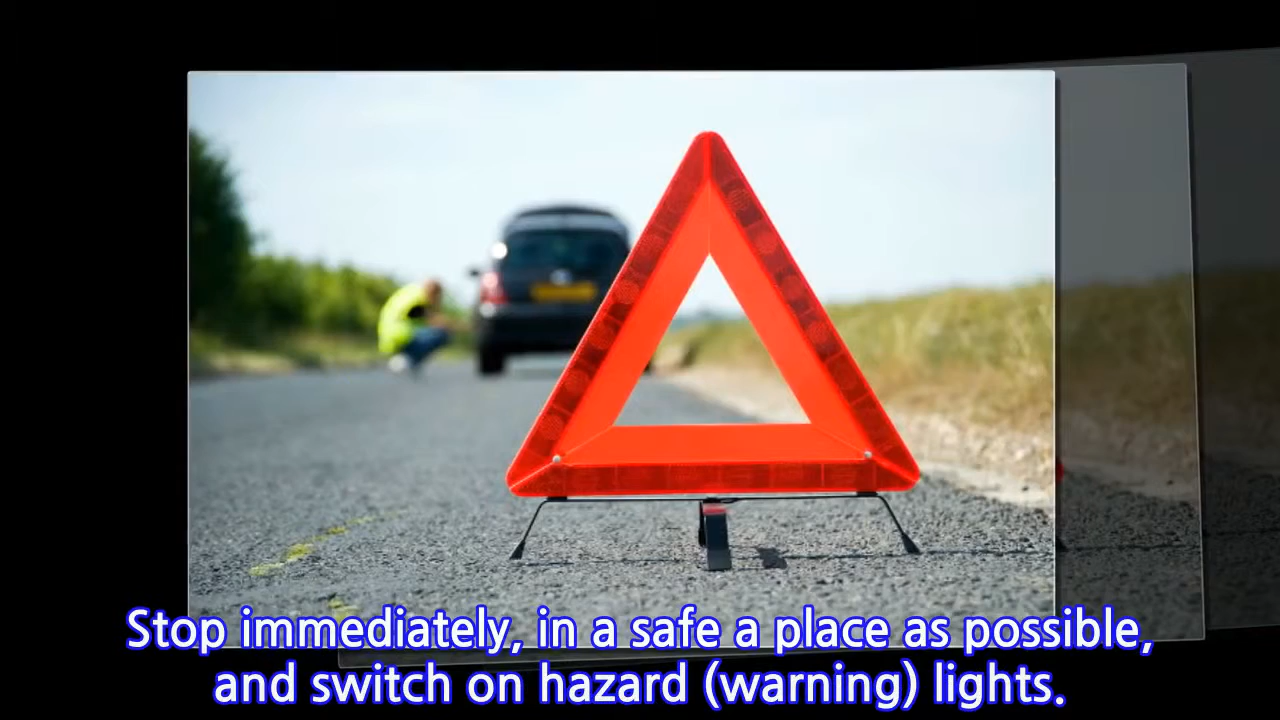 Stop immediately, in a safe a place as possible,
and switch on hazard (warning) lights.